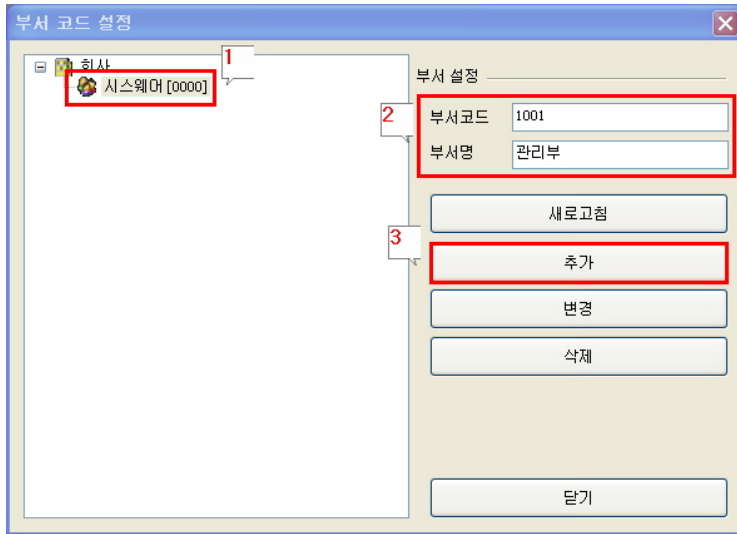 부서 코드 설정
회사
1
시스웨어 [0000]
부서 설정
2
부서코드 1001
부서명 관리부
새로고침
3
추가
변경
삭제
닫기